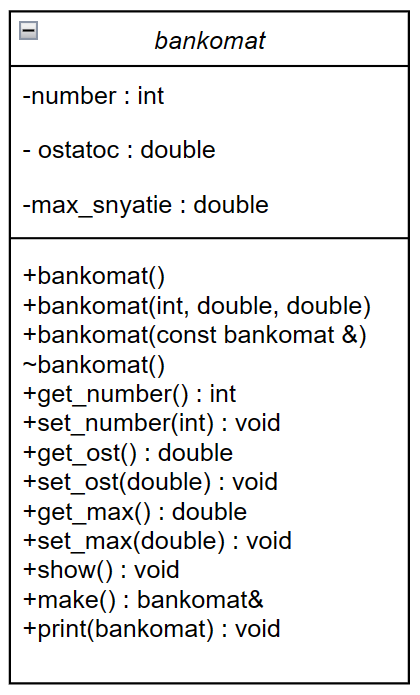 bankomat
-number : int
- ostatoc : double
-max_snyatie : double
+bankomat()
+bankomat(int, double, double)
+bankomat(const bankomat &)
~bankomat()
+get_number() : int
+set_number(int) : void
+get_ost() : double
+set_ost(double) : void
+get_max() : double
+set_max(double) : void
+show() : void
+make() : bankomat&
+print(bankomat) : void